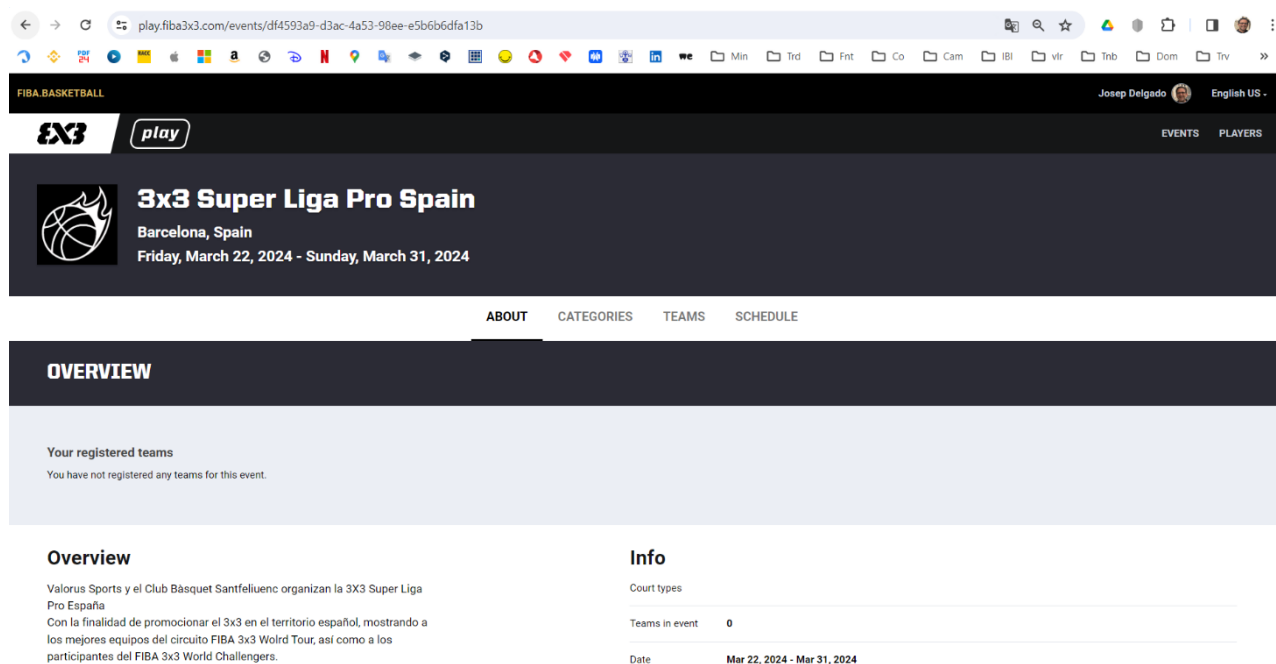 play.fiba3x3.com/events/df4593a9-d3ac-4a53-98ee-e5b6b6dfa13b
PDF 24 RACC a N in we Min Trd Fnt Co Cam IBI vlr Tnb Dom Trv »
FIBA.BASKETBALL Josep Delgado English US
3X3 play EVENTS PLAYERS
3x3 Super Liga Pro Spain
Barcelona, Spain
Friday, March 22, 2024 - Sunday, March 31, 2024
ABOUT CATEGORIES TEAMS SCHEDULE
OVERVIEW
Your registered teams
You have not registered any teams for this event.
Overview
Valorus Sports y el Club Bàsquet Santfeliuenc organizan la 3X3 Super Liga
Pro España
Con la finalidad de promocionar el 3x3 en el territorio español, mostrando a
los mejores equipos del circuito FIBA 3x3 Wolrd Tour, así como a los
participantes del FIBA 3x3 World Challengers.
Info
Court types
Teams in event 0
Date Mar 22, 2024 - Mar 31, 2024